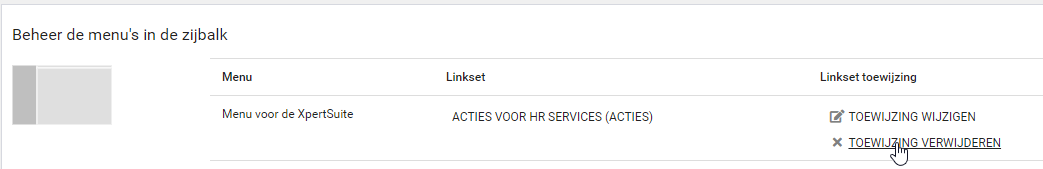 Beheer de menu's in de zijbalk
Menu Linkset Linkset toewijzing
Menu voor de XpertSuite ACTIES VOOR HR SERVICES (ACTIES) TOEWIJZING WIJZIGEN
TOEWIJZING VERWIJDEREN